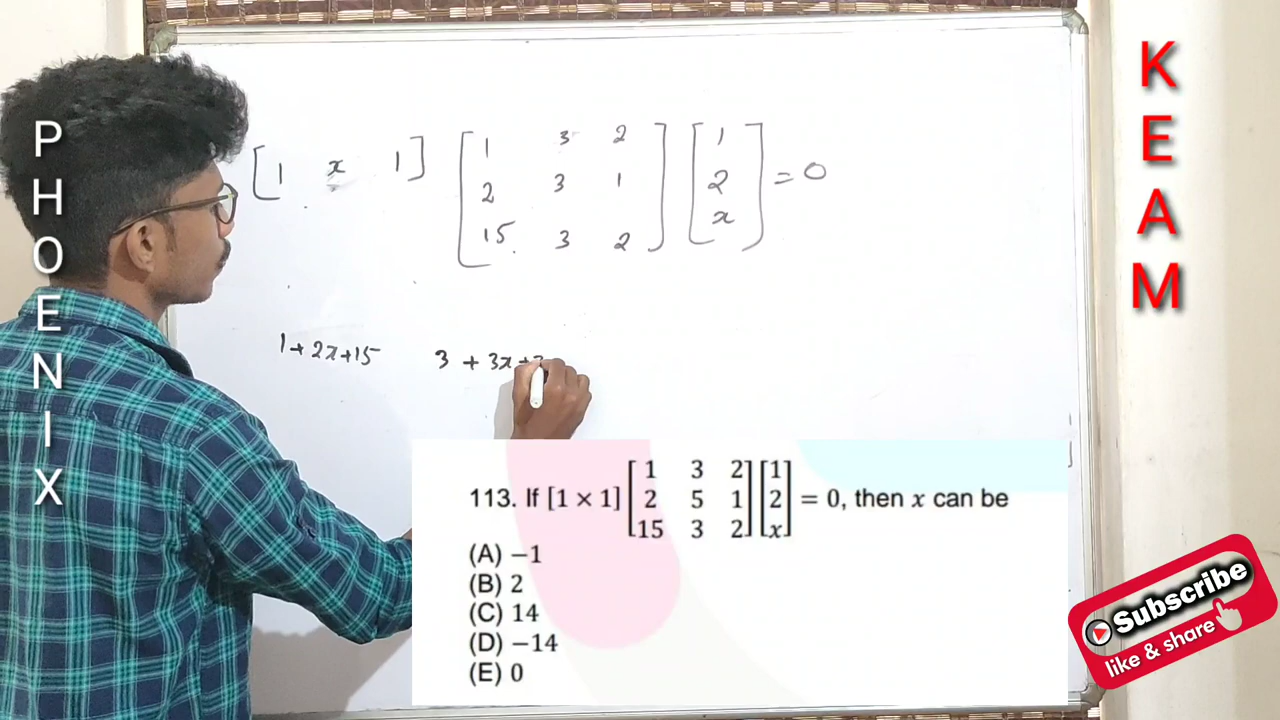 PHOENIX
KEAM
[1 x 1] [1 3 2 [1
2 3 1 2 = 0
15 3 2] x]
1+2x+15 3 + 3x+
113. If [1 × 1] [1 3 2] [1]
2 5 1 2 = 0, then x can be
15 3 2 x
(A) −1
(B) 2
(C) 14
(D) −14
(E) 0
Subscribe
like & share